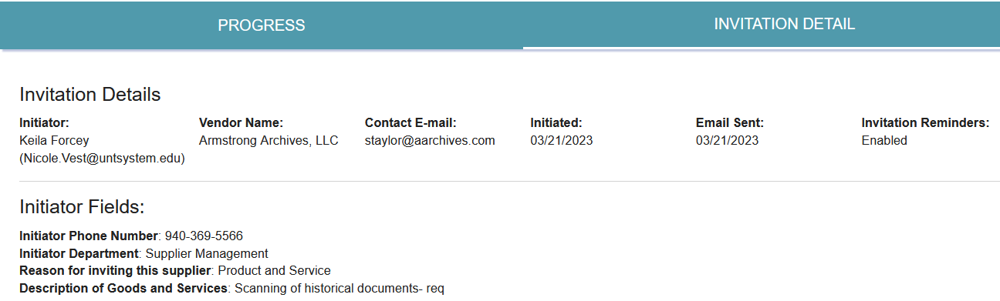 PROGRESS INVITATION DETAIL
Invitation Details
Initiator: Vendor Name: Contact E-mail: Initiated: Email Sent: Invitation Reminders:
Keila Forcey Armstrong Archives, LLC staylor@aarchives.com 03/21/2023 03/21/2023 Enabled
(Nicole.Vest@untsystem.edu)
Initiator Fields:
Initiator Phone Number: 940-369-5566
Initiator Department: Supplier Management
Reason for inviting this supplier: Product and Service
Description of Goods and Services: Scanning of historical documents- req